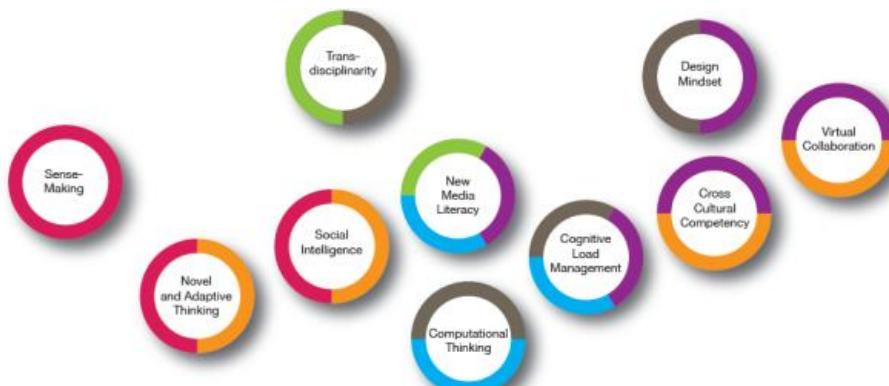 Trans-
disciplinarity
Design
Mindset
Virtual
Collaboration
Sense-
Making
New
Media
Literacy
Cross
Cultural
Competency
Social
Intelligence
Cognitive
Load
Management
Novel
and Adaptive
Thinking
Computational
Thinking